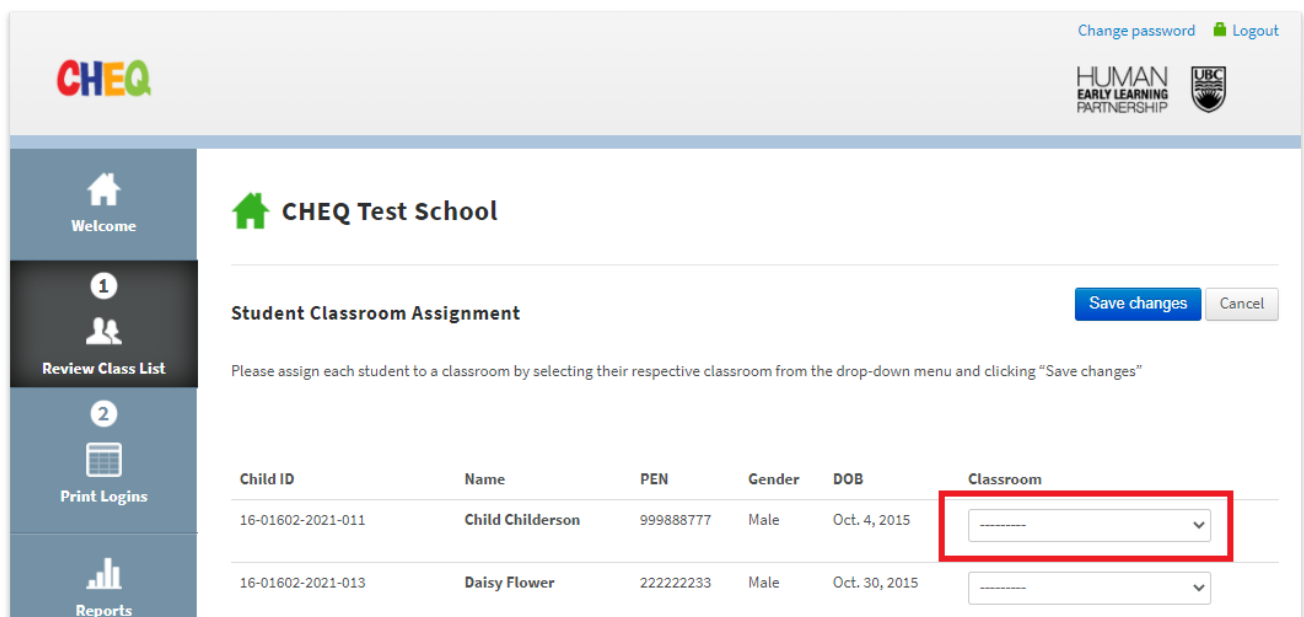 Change password Logout
CHEQ
HUMAN
EARLY LEARNING
PARTNERSHIP
UBC
Welcome
CHEQ Test School
1
Review Class List
Student Classroom Assignment
Save changes Cancel
Please assign each student to a classroom by selecting their respective classroom from the drop-down menu and clicking “Save changes”
2
Print Logins
Child ID Name PEN Gender DOB Classroom
16-01602-2021-011 Child Childerson 999888777 Male Oct. 4, 2015 ---------
16-01602-2021-013 Daisy Flower 222222233 Male Oct. 30, 2015 ---------
Reports